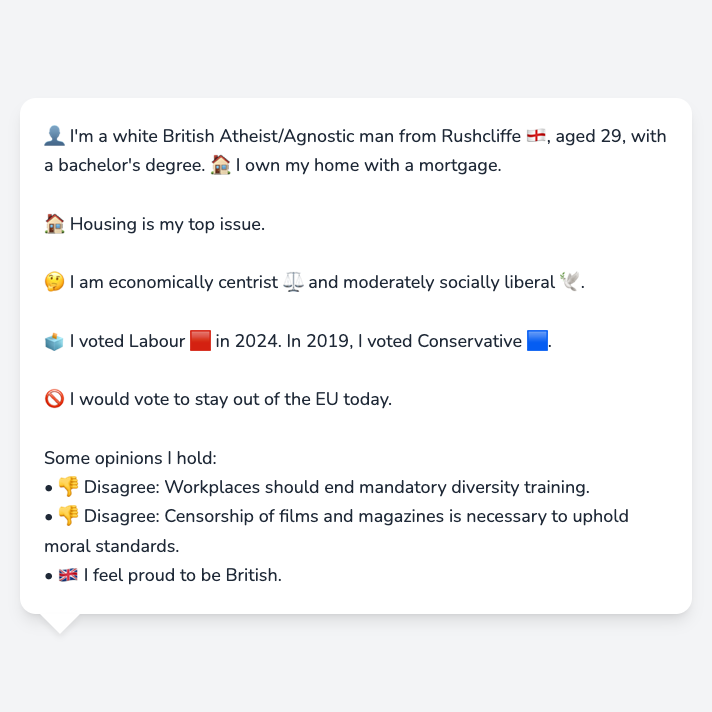 👤 I'm a white British Atheist/Agnostic man from Rushcliffe 🏴󠁧󠁢󠁥󠁮󠁧󠁿, aged 29, with
a bachelor's degree. 🏠 I own my home with a mortgage.
🏠 Housing is my top issue.
🤔 I am economically centrist ⚖️ and moderately socially liberal 🕊️.
🗳️ I voted Labour 🟥 in 2024. In 2019, I voted Conservative 🟦.
🚫 I would vote to stay out of the EU today.
Some opinions I hold:
• 👎 Disagree: Workplaces should end mandatory diversity training.
• 👎 Disagree: Censorship of films and magazines is necessary to uphold
moral standards.
• 🇬🇧 I feel proud to be British.